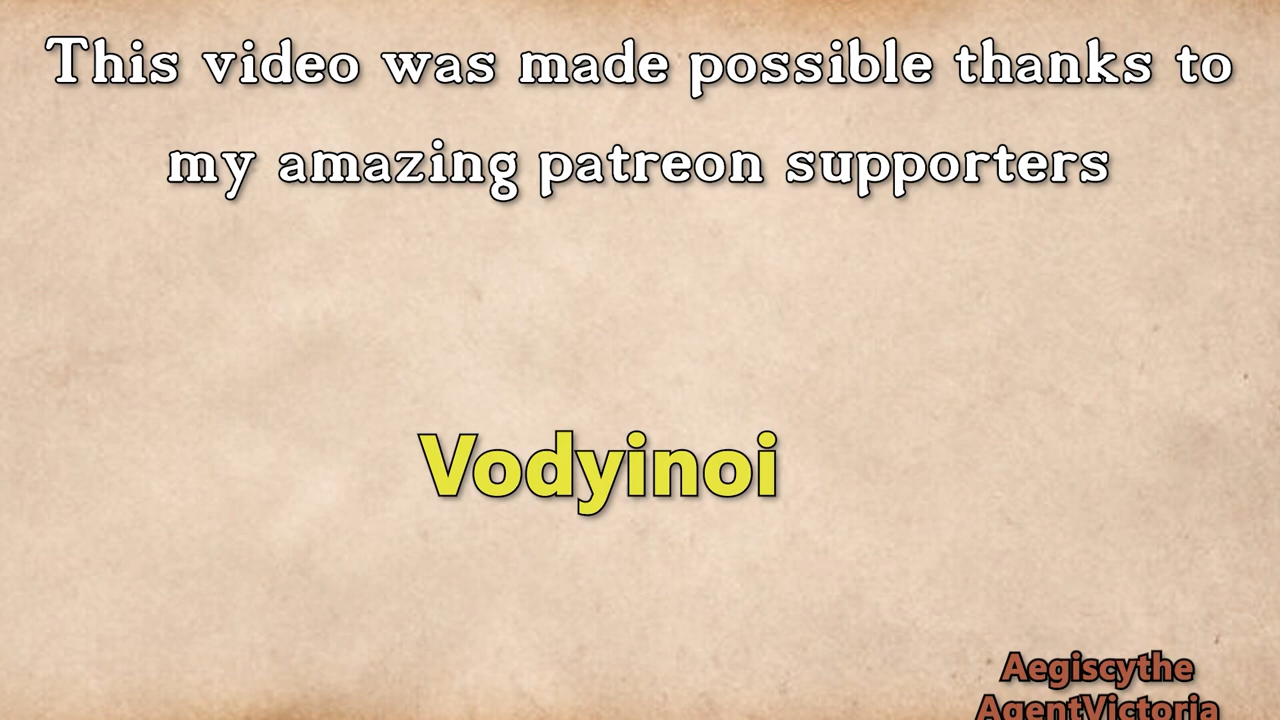 This video was made possible thanks to
my amazing patreon supporters
Vodyinoi
Aegiscythe
AgentVictoria